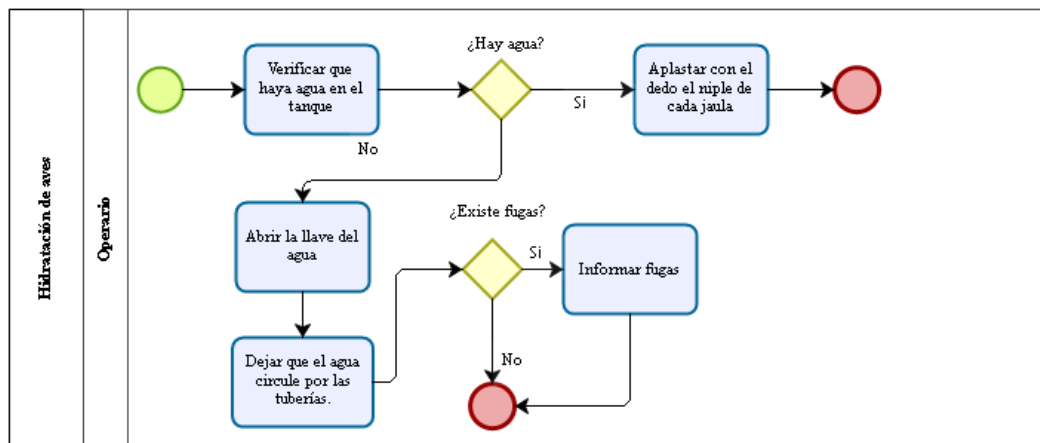 Hidratación de aves
Operario
Verificar que
haya agua en el
tanque
¿Hay agua?
Si
Aplastar con el
dedo el niple de
cada jaula
No
Abrir la llave del
agua
Dejar que el agua
circule por las
tuberías.
¿Existe fugas?
Si
Informar fugas
No